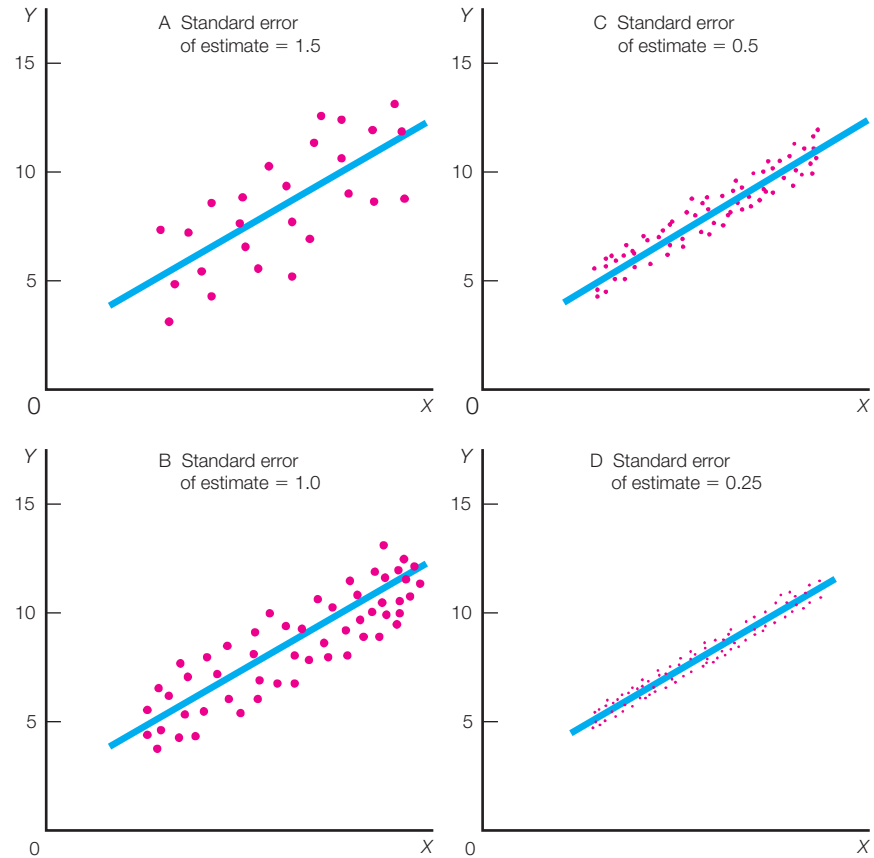 Y
A Standard error
of estimate = 1.5
15
10
5
0
X
Y
C Standard error
of estimate = 0.5
15
10
5
0
X
Y
B Standard error
of estimate = 1.0
15
10
5
0
X
Y
D Standard error
of estimate = 0.25
15
10
5
0
X